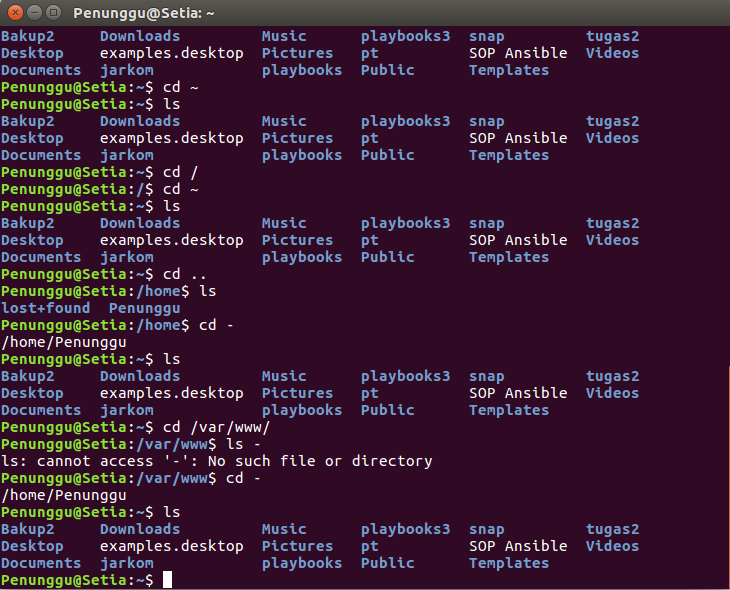 Penunggu@Setia: ~
Bakup2 Downloads Music playbooks3 snap tugas2
Desktop examples.desktop Pictures pt SOP Ansible Videos
Documents jarkom playbooks Public Templates
Penunggu@Setia:~$ cd ~
Penunggu@Setia:~$ ls
Bakup2 Downloads Music playbooks3 snap tugas2
Desktop examples.desktop Pictures pt SOP Ansible Videos
Documents jarkom playbooks Public Templates
Penunggu@Setia:~$ cd /
Penunggu@Setia:/$ cd ~
Penunggu@Setia:~$ ls
Bakup2 Downloads Music playbooks3 snap tugas2
Desktop examples.desktop Pictures pt SOP Ansible Videos
Documents jarkom playbooks Public Templates
Penunggu@Setia:~$ cd ..
Penunggu@Setia:/home$ ls
lost+found Penunggu
Penunggu@Setia:/home$ cd -
/home/Penunggu
Penunggu@Setia:~$ ls
Bakup2 Downloads Music playbooks3 snap tugas2
Desktop examples.desktop Pictures pt SOP Ansible Videos
Documents jarkom playbooks Public Templates
Penunggu@Setia:~$ cd /var/www/
Penunggu@Setia:/var/www$ ls -
ls: cannot access '-': No such file or directory
Penunggu@Setia:/var/www$ cd -
/home/Penunggu
Penunggu@Setia:~$ ls
Bakup2 Downloads Music playbooks3 snap tugas2
Desktop examples.desktop Pictures pt SOP Ansible Videos
Documents jarkom playbooks Public Templates
Penunggu@Setia:~$